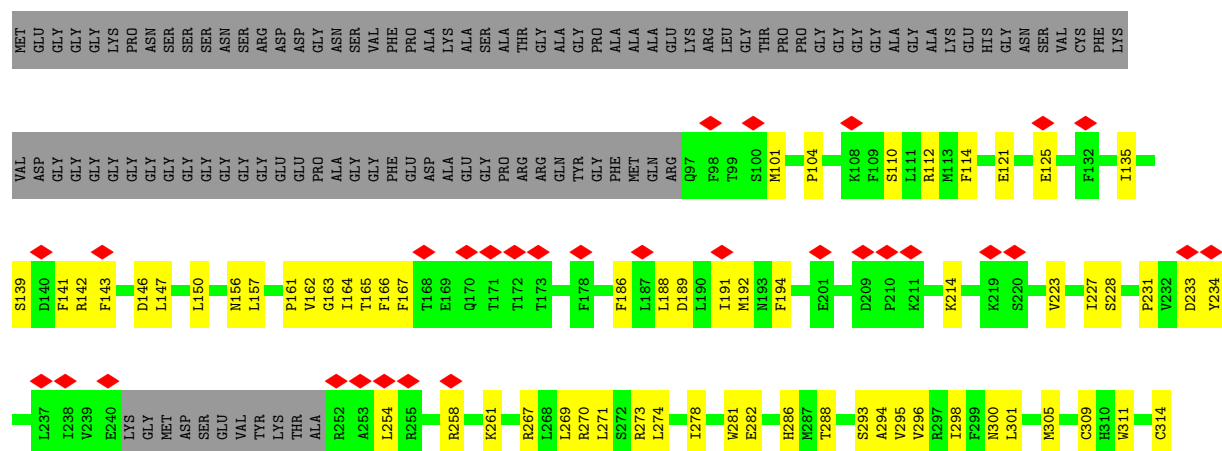 MET GLU GLY GLY GLY LYS PRO ASN SER SER SER ASN SER ARG ASP ASP GLY ASN SER VAL PHE PRO ALA LYS ALA SER ALA THR GLY ALA GLY PRO ALA ALA ALA GLU LYS ARG LEU GLY THR PRO PRO GLY GLY GLY GLY ALA GLY ALA LYS GLU HIS GLY ASN SER VAL CYS PHE LYS
VAL ASP GLY GLY GLY GLY GLY GLY GLY GLY GLY GLY GLY GLY GLU GLU PRO ALA GLY GLY PHE GLU ASP ALA GLU GLY PRO ARG ARG GLN TYR GLY PHE MET GLN ARG Q97 F98 T99 S100 M101 P104 K108 F109 S110 L111 R112 M113 F114 E121 E125 F132 I135
S139 D140 F141 R142 F143 D146 L147 L150 N156 L157 P161 V162 G163 I164 T165 F166 F167 T168 E169 Q170 T171 T172 T173 F178 F186 L187 L188 D189 L190 I191 M192 N193 F194 E201 D209 P210 K211 K214 K219 S220 V223 I227 S228 P231 V232 D233 Y234
L237 I238 V239 E240 LYS GLY MET ASP SER GLU VAL TYR LYS THR ALA R252 A253 L254 R255 R258 K261 R267 L268 L269 R270 L271 S272 R273 L274 I278 W281 E282 H286 M287 T288 S293 A294 V295 V296 R297 I298 F299 N300 L301 M305 C309 H310 W311 C314